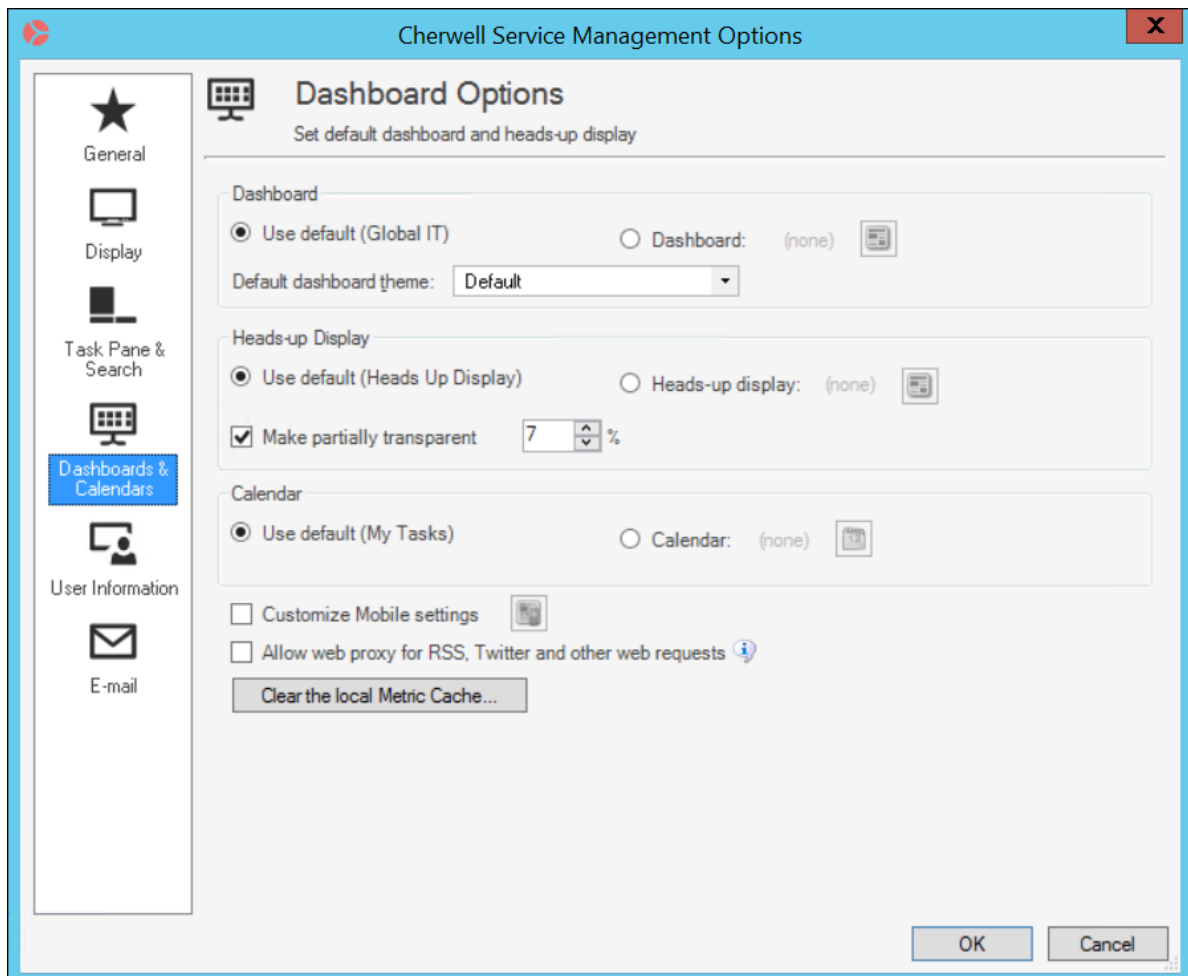 Cherwell Service Management Options
X
General
Display
Task Pane &
Search
Dashboards &
Calendars
User Information
E-mail
Dashboard Options
Set default dashboard and heads-up display
Dashboard
Use default (Global IT)
Dashboard: (none)
Default dashboard theme: Default
Heads-up Display
Use default (Heads Up Display)
Heads-up display: (none)
Make partially transparent 7 %
Calendar
Use default (My Tasks)
Calendar: (none) 12
Customize Mobile settings
Allow web proxy for RSS, Twitter and other web requests
Clear the local Metric Cache...
OK Cancel